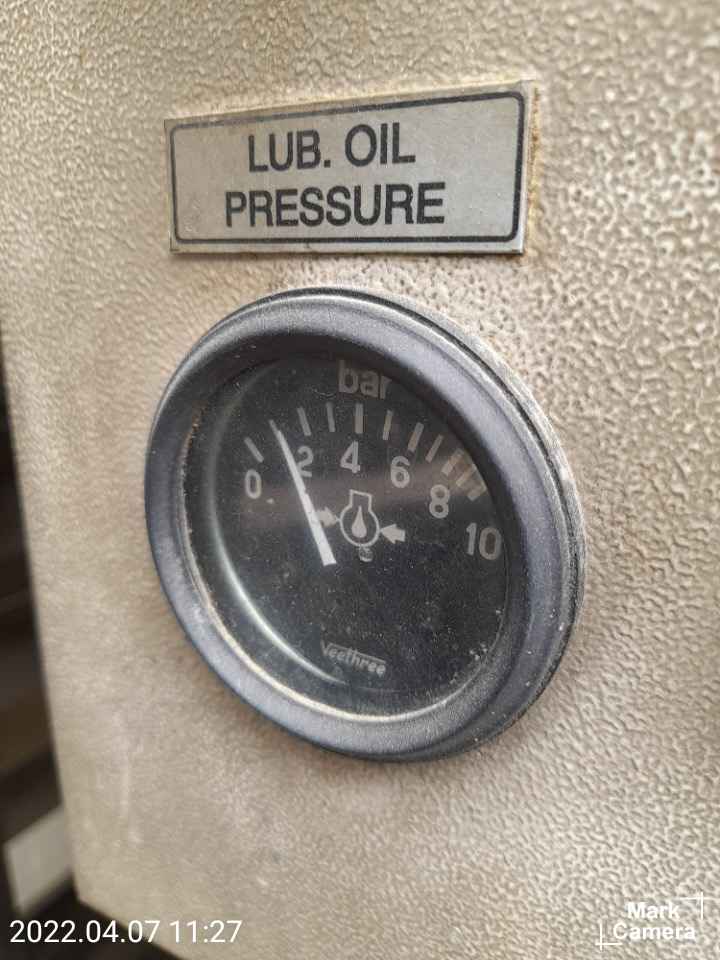 LUB. OIL
PRESSURE
bar
0 2 4 6 8 10
Veethree
2022.04.07 11:27
Mark
Camera